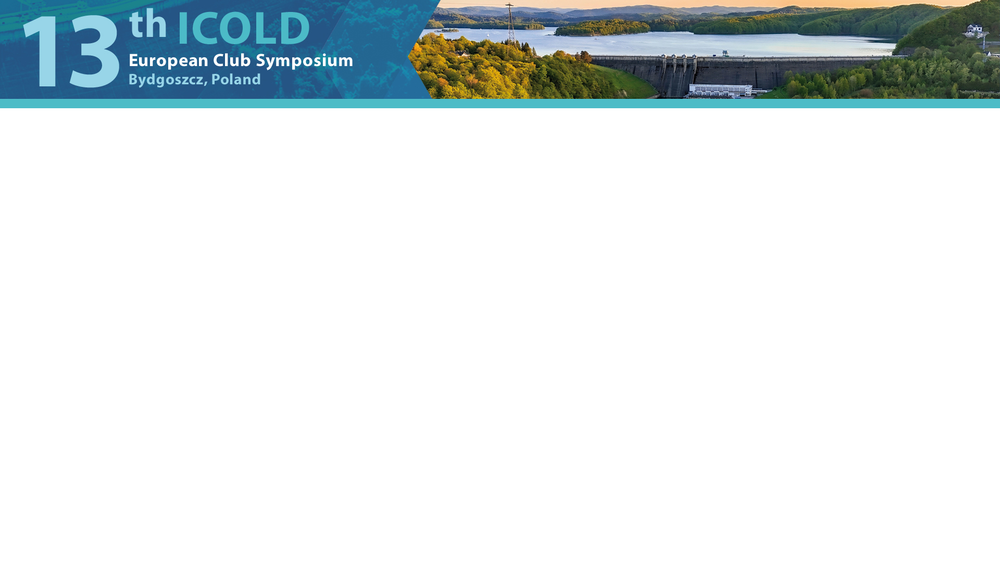 13th ICOLD
European Club Symposium
Bydgoszcz, Poland